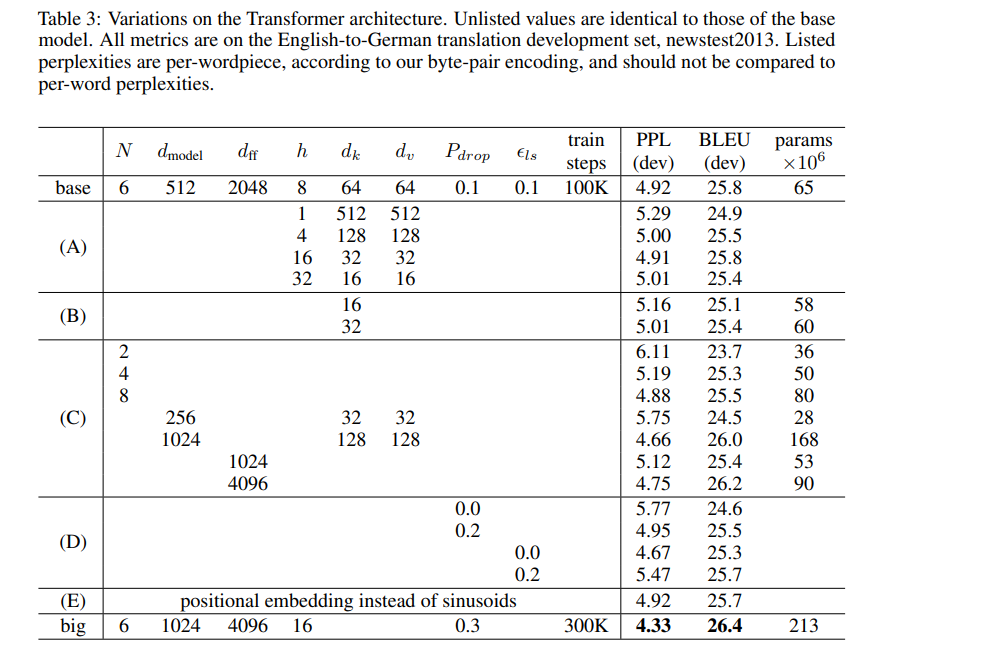 Table 3: Variations on the Transformer architecture. Unlisted values are identical to those of the base
model. All metrics are on the English-to-German translation development set, newstest2013. Listed
perplexities are per-wordpiece, according to our byte-pair encoding, and should not be compared to
per-word perplexities.
N d_model d_ff h d_k d_v P_drop ϵ_ls train steps PPL (dev) BLEU (dev) params ×10^6
base 6 512 2048 8 64 64 0.1 0.1 100K 4.92 25.8 65
(A)
1 512 512 5.29 24.9
4 128 128 5.00 25.5
16 32 32 4.91 25.8
32 16 16 5.01 25.4
(B)
16 5.16 25.1 58
32 5.01 25.4 60
(C)
2 6.11 23.7 36
4 5.19 25.3 50
8 4.88 25.5 80
256 32 32 5.75 24.5 28
1024 128 128 4.66 26.0 168
1024 5.12 25.4 53
4096 4.75 26.2 90
(D)
0.0 5.77 24.6
0.2 4.95 25.5
0.0 4.67 25.3
0.2 5.47 25.7
(E) positional embedding instead of sinusoids 4.92 25.7
big 6 1024 4096 16 0.3 300K 4.33 26.4 213